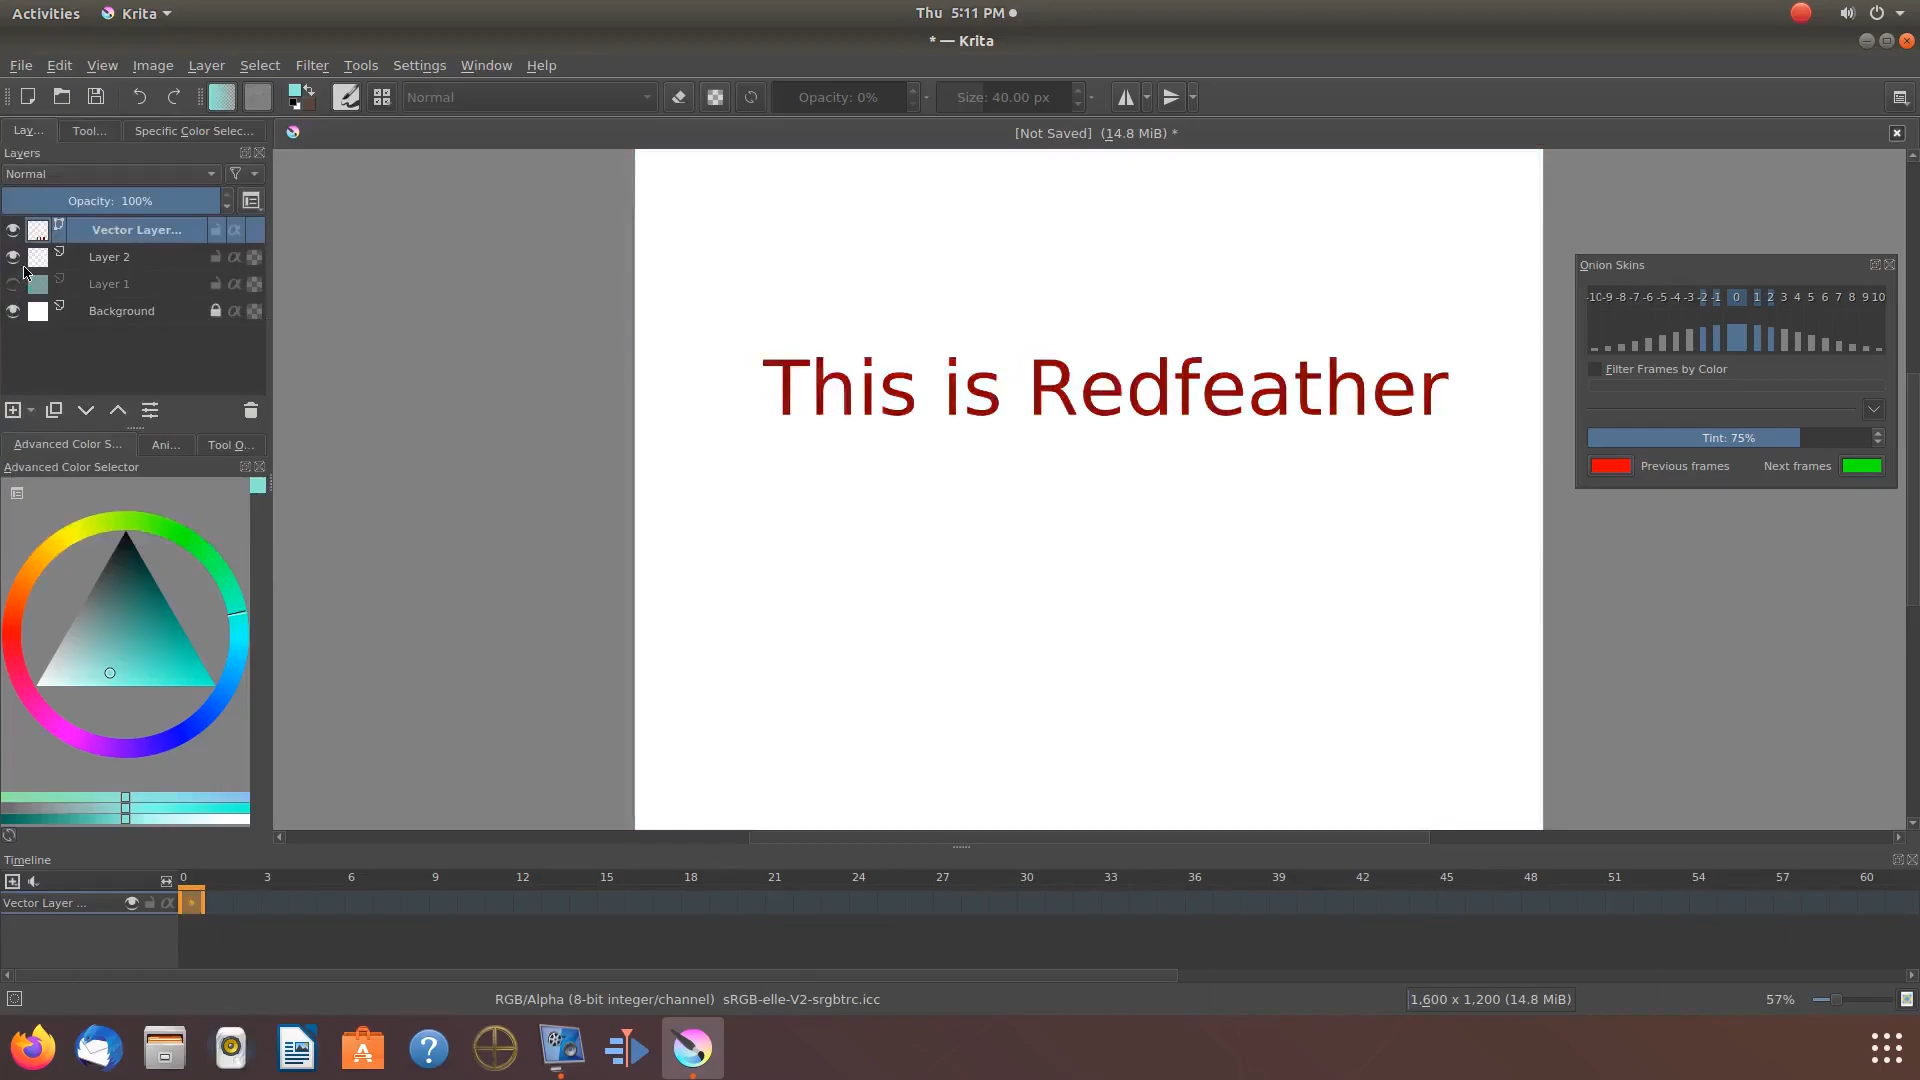 Activities Krita Thu 5:11 PM
* — Krita
File Edit View Image Layer Select Filter Tools Settings Window Help
Normal Opacity: 0% Size: 40.00 px
Lay... Tool... Specific Color Selec... [Not Saved] (14.8 MiB) *
Layers
Normal
Opacity: 100%
Vector Layer...
Layer 2
Layer 1
Background
This is Redfeather
Onion Skins
-10 -9 -8 -7 -6 -5 -4 -3 -2 -1 0 1 2 3 4 5 6 7 8 9 10
Filter Frames by Color
Tint: 75%
Previous frames Next frames
Advanced Color S... Ani... Tool O...
Advanced Color Selector
Timeline
0 3 6 9 12 15 18 21 24 27 30 33 36 39 42 45 48 51 54 57 60
Vector Layer ...
RGB/Alpha (8-bit integer/channel) sRGB-elle-V2-srgbtrc.icc 1,600 x 1,200 (14.8 MiB) 57%